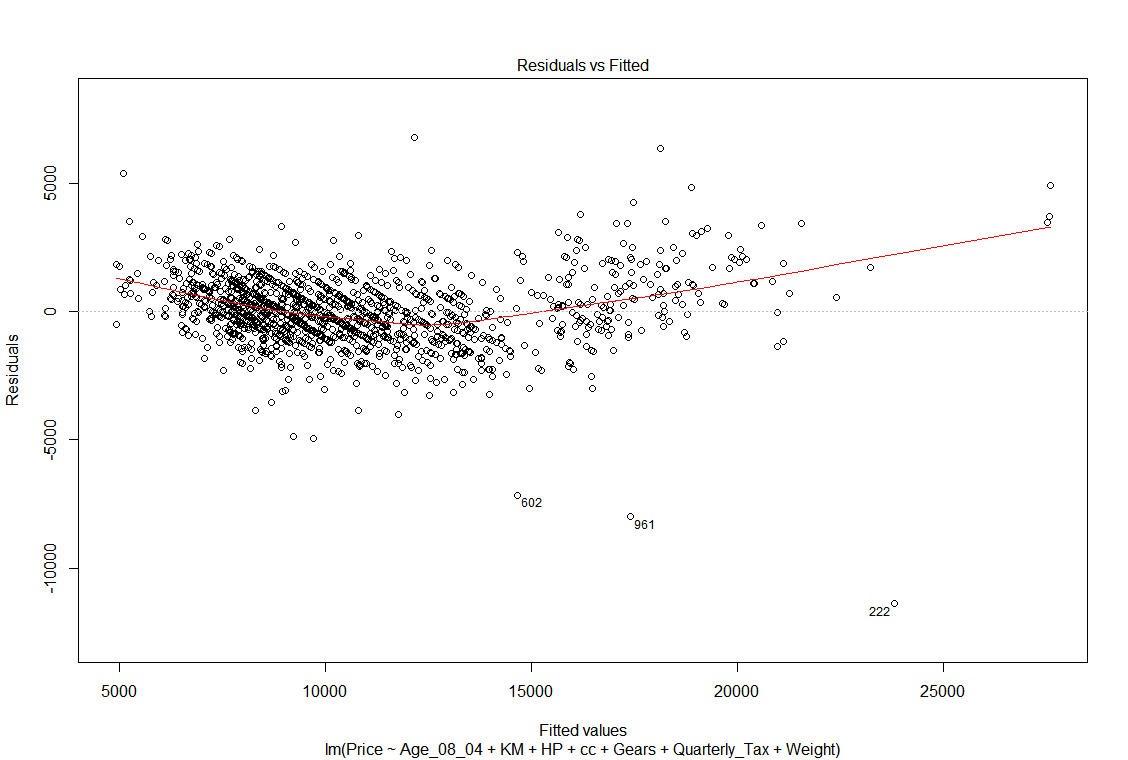 Residuals vs Fitted
5000
0
-5000
-10000
Residuals
602
961
222
5000 10000 15000 20000 25000
Fitted values
lm(Price ~ Age_08_04 + KM + HP + cc + Gears + Quarterly_Tax + Weight)